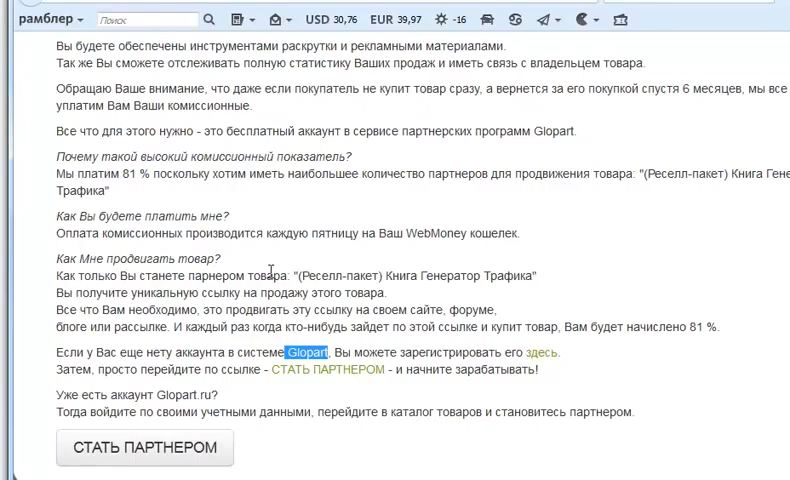 рамблер Поиск USD 30,76 EUR 39,97 -16
Вы будете обеспечены инструментами раскрутки и рекламными материалами.
Так же Вы сможете отслеживать полную статистику Ваших продаж и иметь связь с владельцем товара.
Обращаю Ваше внимание, что даже если покупатель не купит товар сразу, а вернется за его покупкой спустя 6 месяцев, мы все
уплатим Вам Ваши комиссионные.
Все что для этого нужно - это бесплатный аккаунт в сервисе партнерских программ Glopart.
Почему такой высокий комиссионный показатель?
Мы платим 81 % поскольку хотим иметь наибольшее количество партнеров для продвижения товара: "(Реселл-пакет) Книга Гене
Трафика"
Как Вы будете платить мне?
Оплата комиссионных производится каждую пятницу на Ваш WebMoney кошелек.
Как Мне продвигать товар?
Как только Вы станете парнером товара: "(Реселл-пакет) Книга Генератор Трафика"
Вы получите уникальную ссылку на продажу этого товара.
Все что Вам необходимо, это продвигать эту ссылку на своем сайте, форуме,
блоге или рассылке. И каждый раз когда кто-нибудь зайдет по этой ссылке и купит товар, Вам будет начислено 81 %.
Если у Вас еще нету аккаунта в системе Glopart, Вы можете зарегистрировать его здесь.
Затем, просто перейдите по ссылке - СТАТЬ ПАРТНЕРОМ - и начните зарабатывать!
Уже есть аккаунт Glopart.ru?
Тогда войдите по своими учетными данными, перейдите в каталог товаров и становитесь партнером.
СТАТЬ ПАРТНЕРОМ